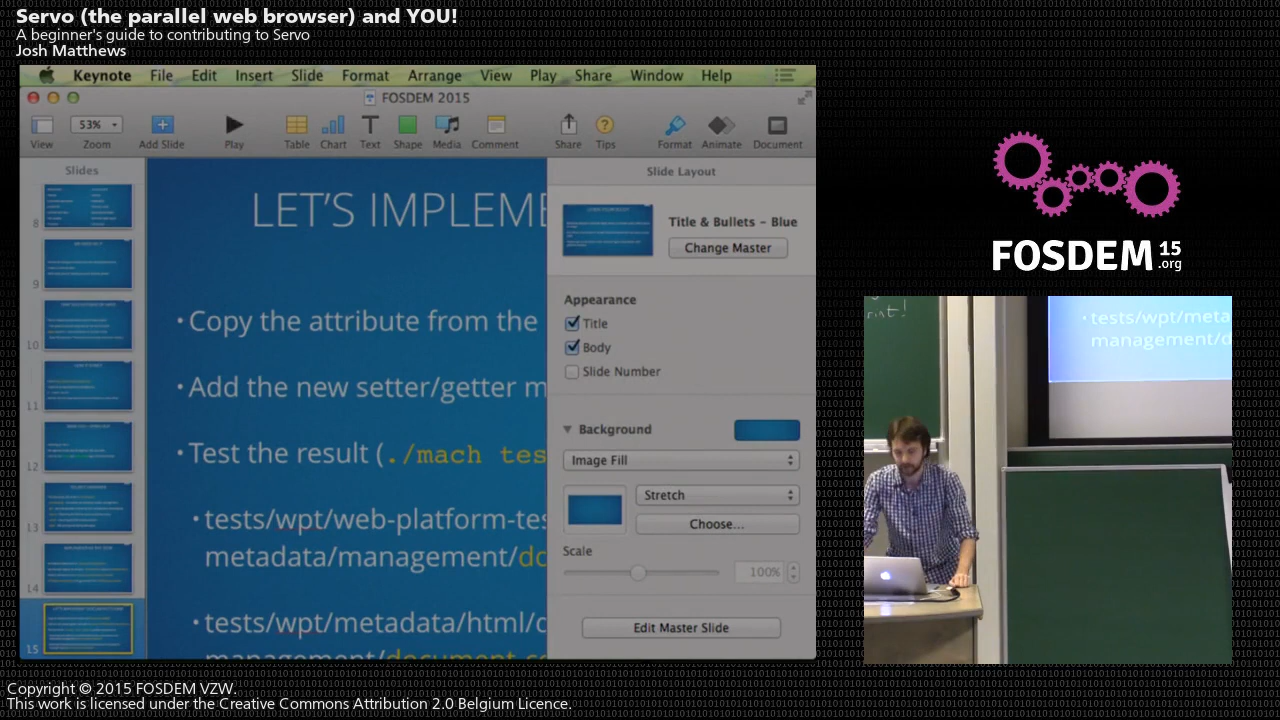 Servo (the parallel web browser) and YOU!
A beginner's guide to contributing to Servo
Josh Matthews
Keynote File Edit Insert Slide Format Arrange View Play Share Window Help
FOSDEM 2015
53%
View Zoom Add Slide Play Table Chart Text Shape Media Comment Share Tips Format Animate Document
Slides
8
9
10
11
12
13
14
15
LET'S IMPLEME
• Copy the attribute from the
• Add the new setter/getter m
• Test the result (./mach tes
• tests/wpt/web-platform-tes
metadata/management/do
• tests/wpt/metadata/html/d
management/document.co
Slide Layout
Title & Bullets – Blue
Change Master
Appearance
Title
Body
Slide Number
Background
Image Fill
Stretch
Choose...
Scale
100%
Edit Master Slide
FOSDEM 15
.org
rint!
• tests/wpt/meta
management/d
Copyright © 2015 FOSDEM VZW.
This work is licensed under the Creative Commons Attribution 2.0 Belgium Licence.